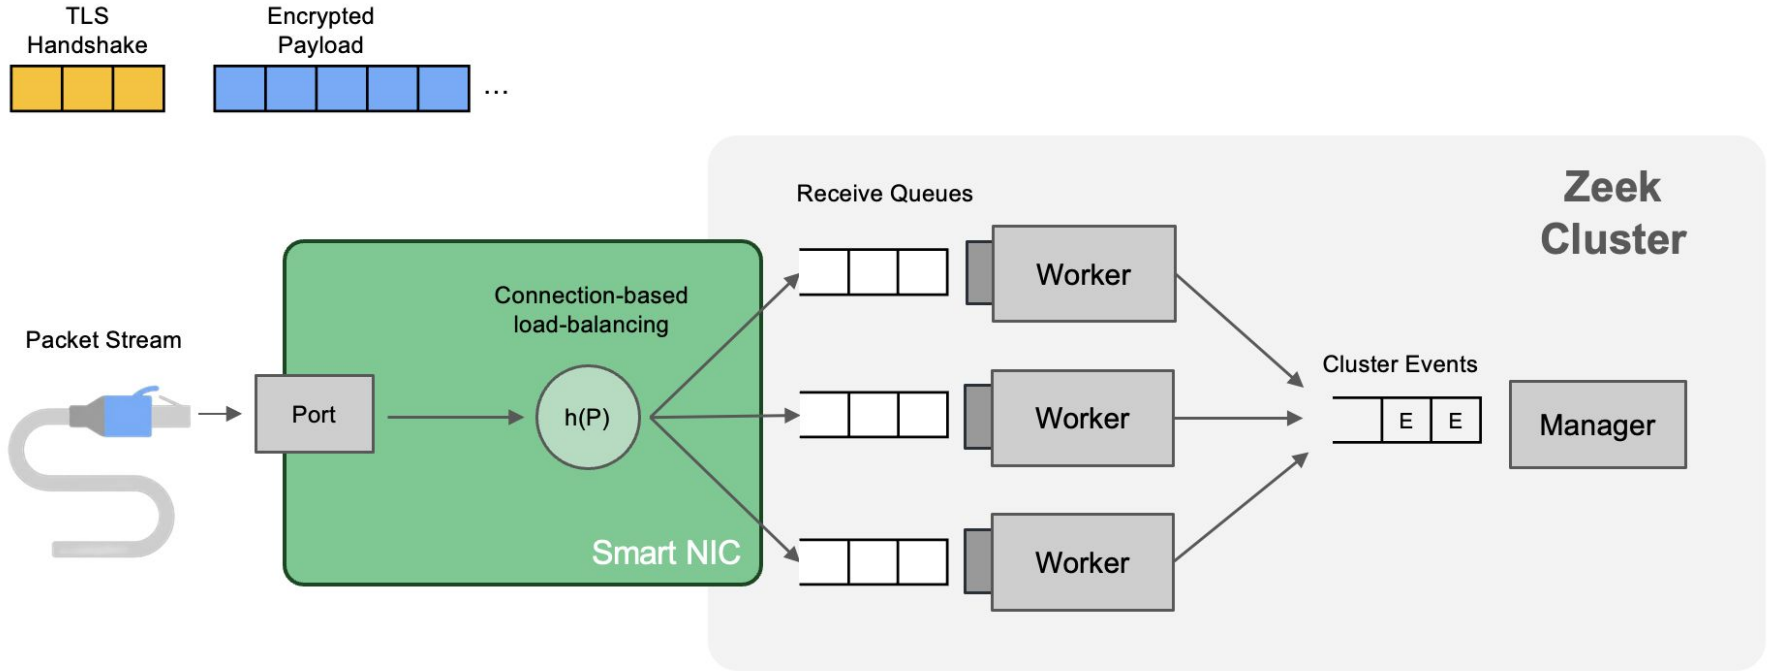 TLS
Handshake
Encrypted
Payload
...
Zeek
Cluster
Receive Queues
Worker
Connection-based
load-balancing
Packet Stream
Port
h(P)
Worker
Cluster Events
E E
Manager
Smart NIC
Worker